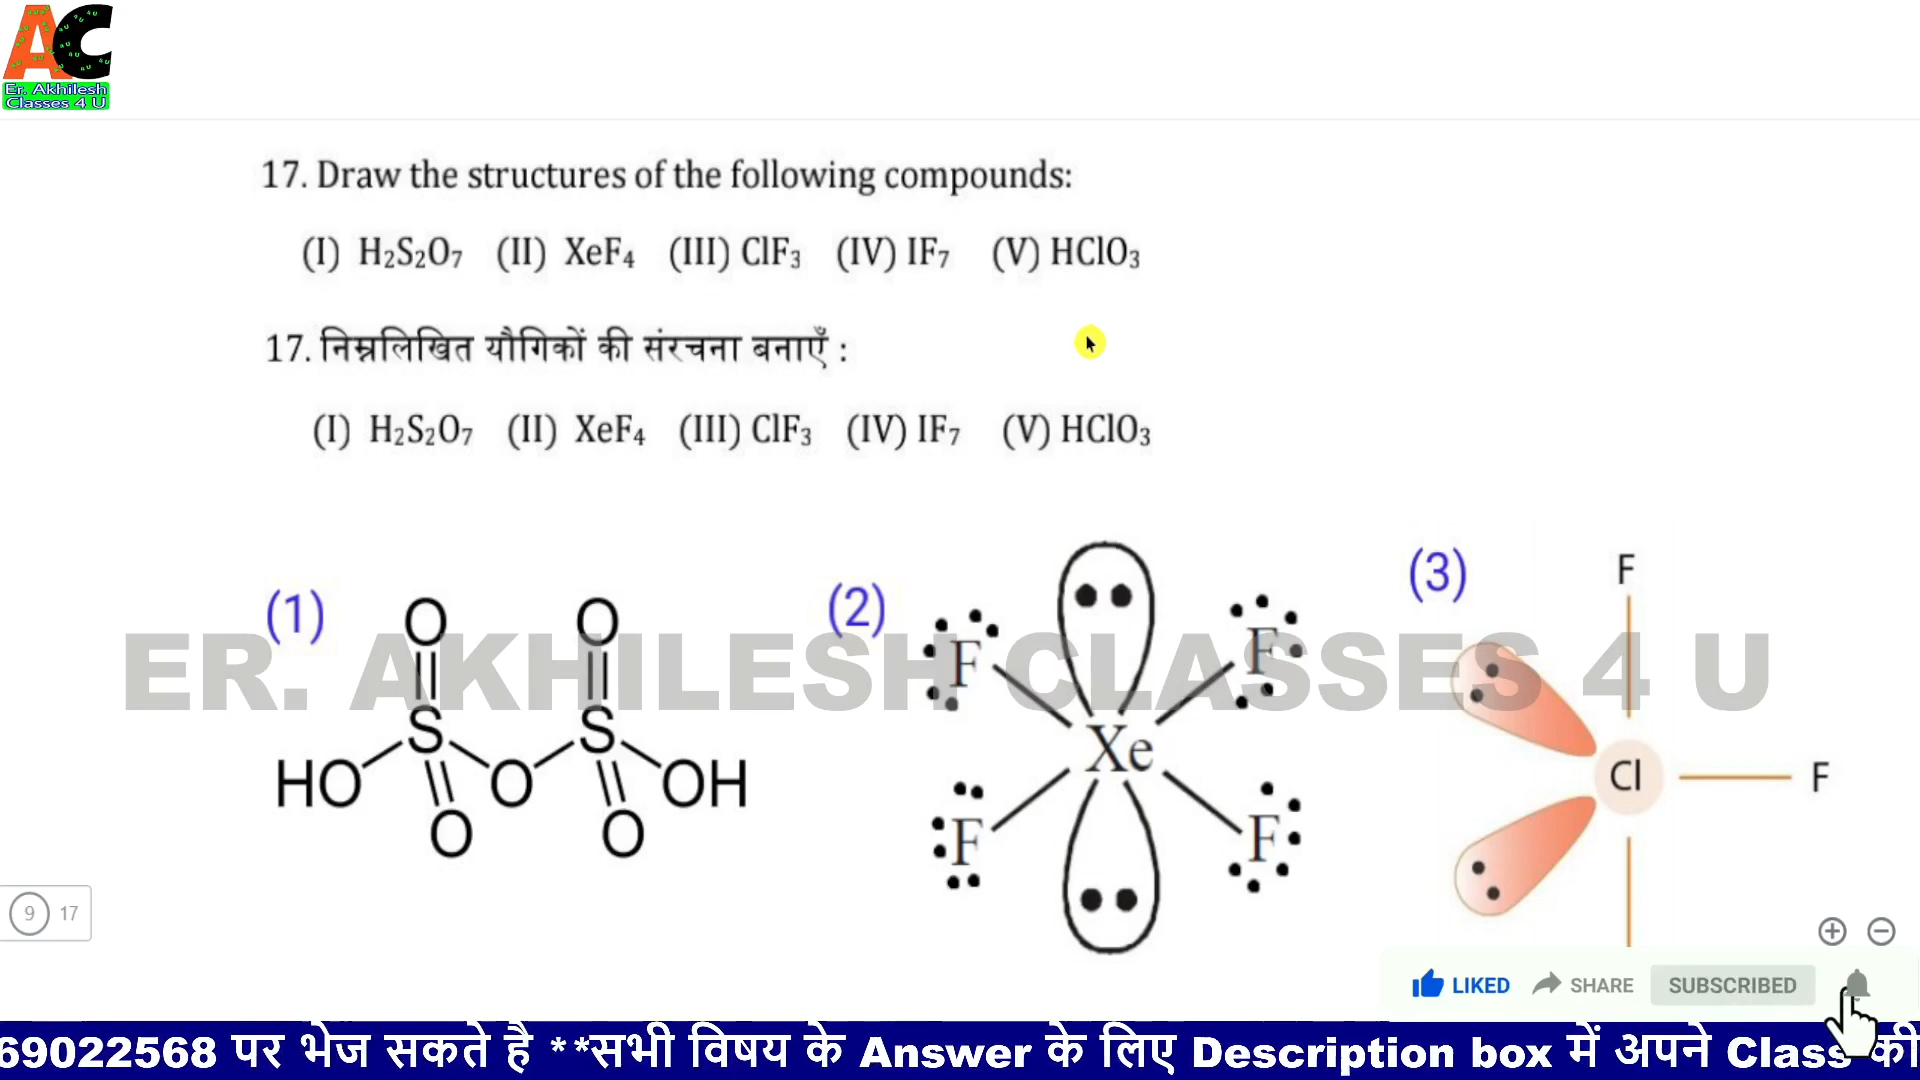 AC
Er. Akhilesh
Classes 4 U
17. Draw the structures of the following compounds:
(I) H₂S₂O₇ (II) XeF₄ (III) ClF₃ (IV) IF₇ (V) HClO₃
17. निम्नलिखित यौगिकों की संरचना बनाएँ :
(I) H₂S₂O₇ (II) XeF₄ (III) ClF₃ (IV) IF₇ (V) HClO₃
(1) (2) (3)
O O F F F
ER. AKHILESH CLASSES 4 U
S S Xe Cl F
HO O OH
O O F F
9 17
LIKED SHARE SUBSCRIBED
69022568 पर भेज सकते है **सभी विषय के Answer के लिए Description box में अपने Class की